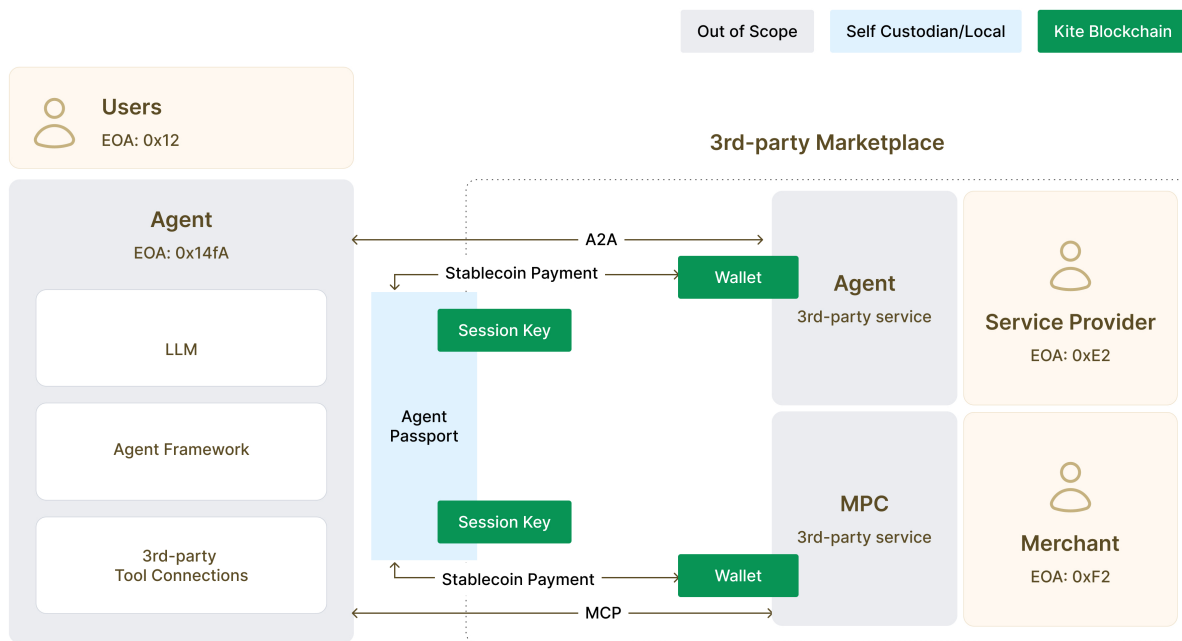 Out of Scope
Self Custodian/Local
Kite Blockchain
Users
EOA: 0x12
3rd-party Marketplace
Agent
EOA: 0x14fA
LLM
Agent Framework
3rd-party
Tool Connections
A2A
Stablecoin Payment
Wallet
Session Key
Agent
Passport
Session Key
Stablecoin Payment
Wallet
MCP
Agent
3rd-party service
Service Provider
EOA: 0xE2
MPC
3rd-party service
Merchant
EOA: 0xF2